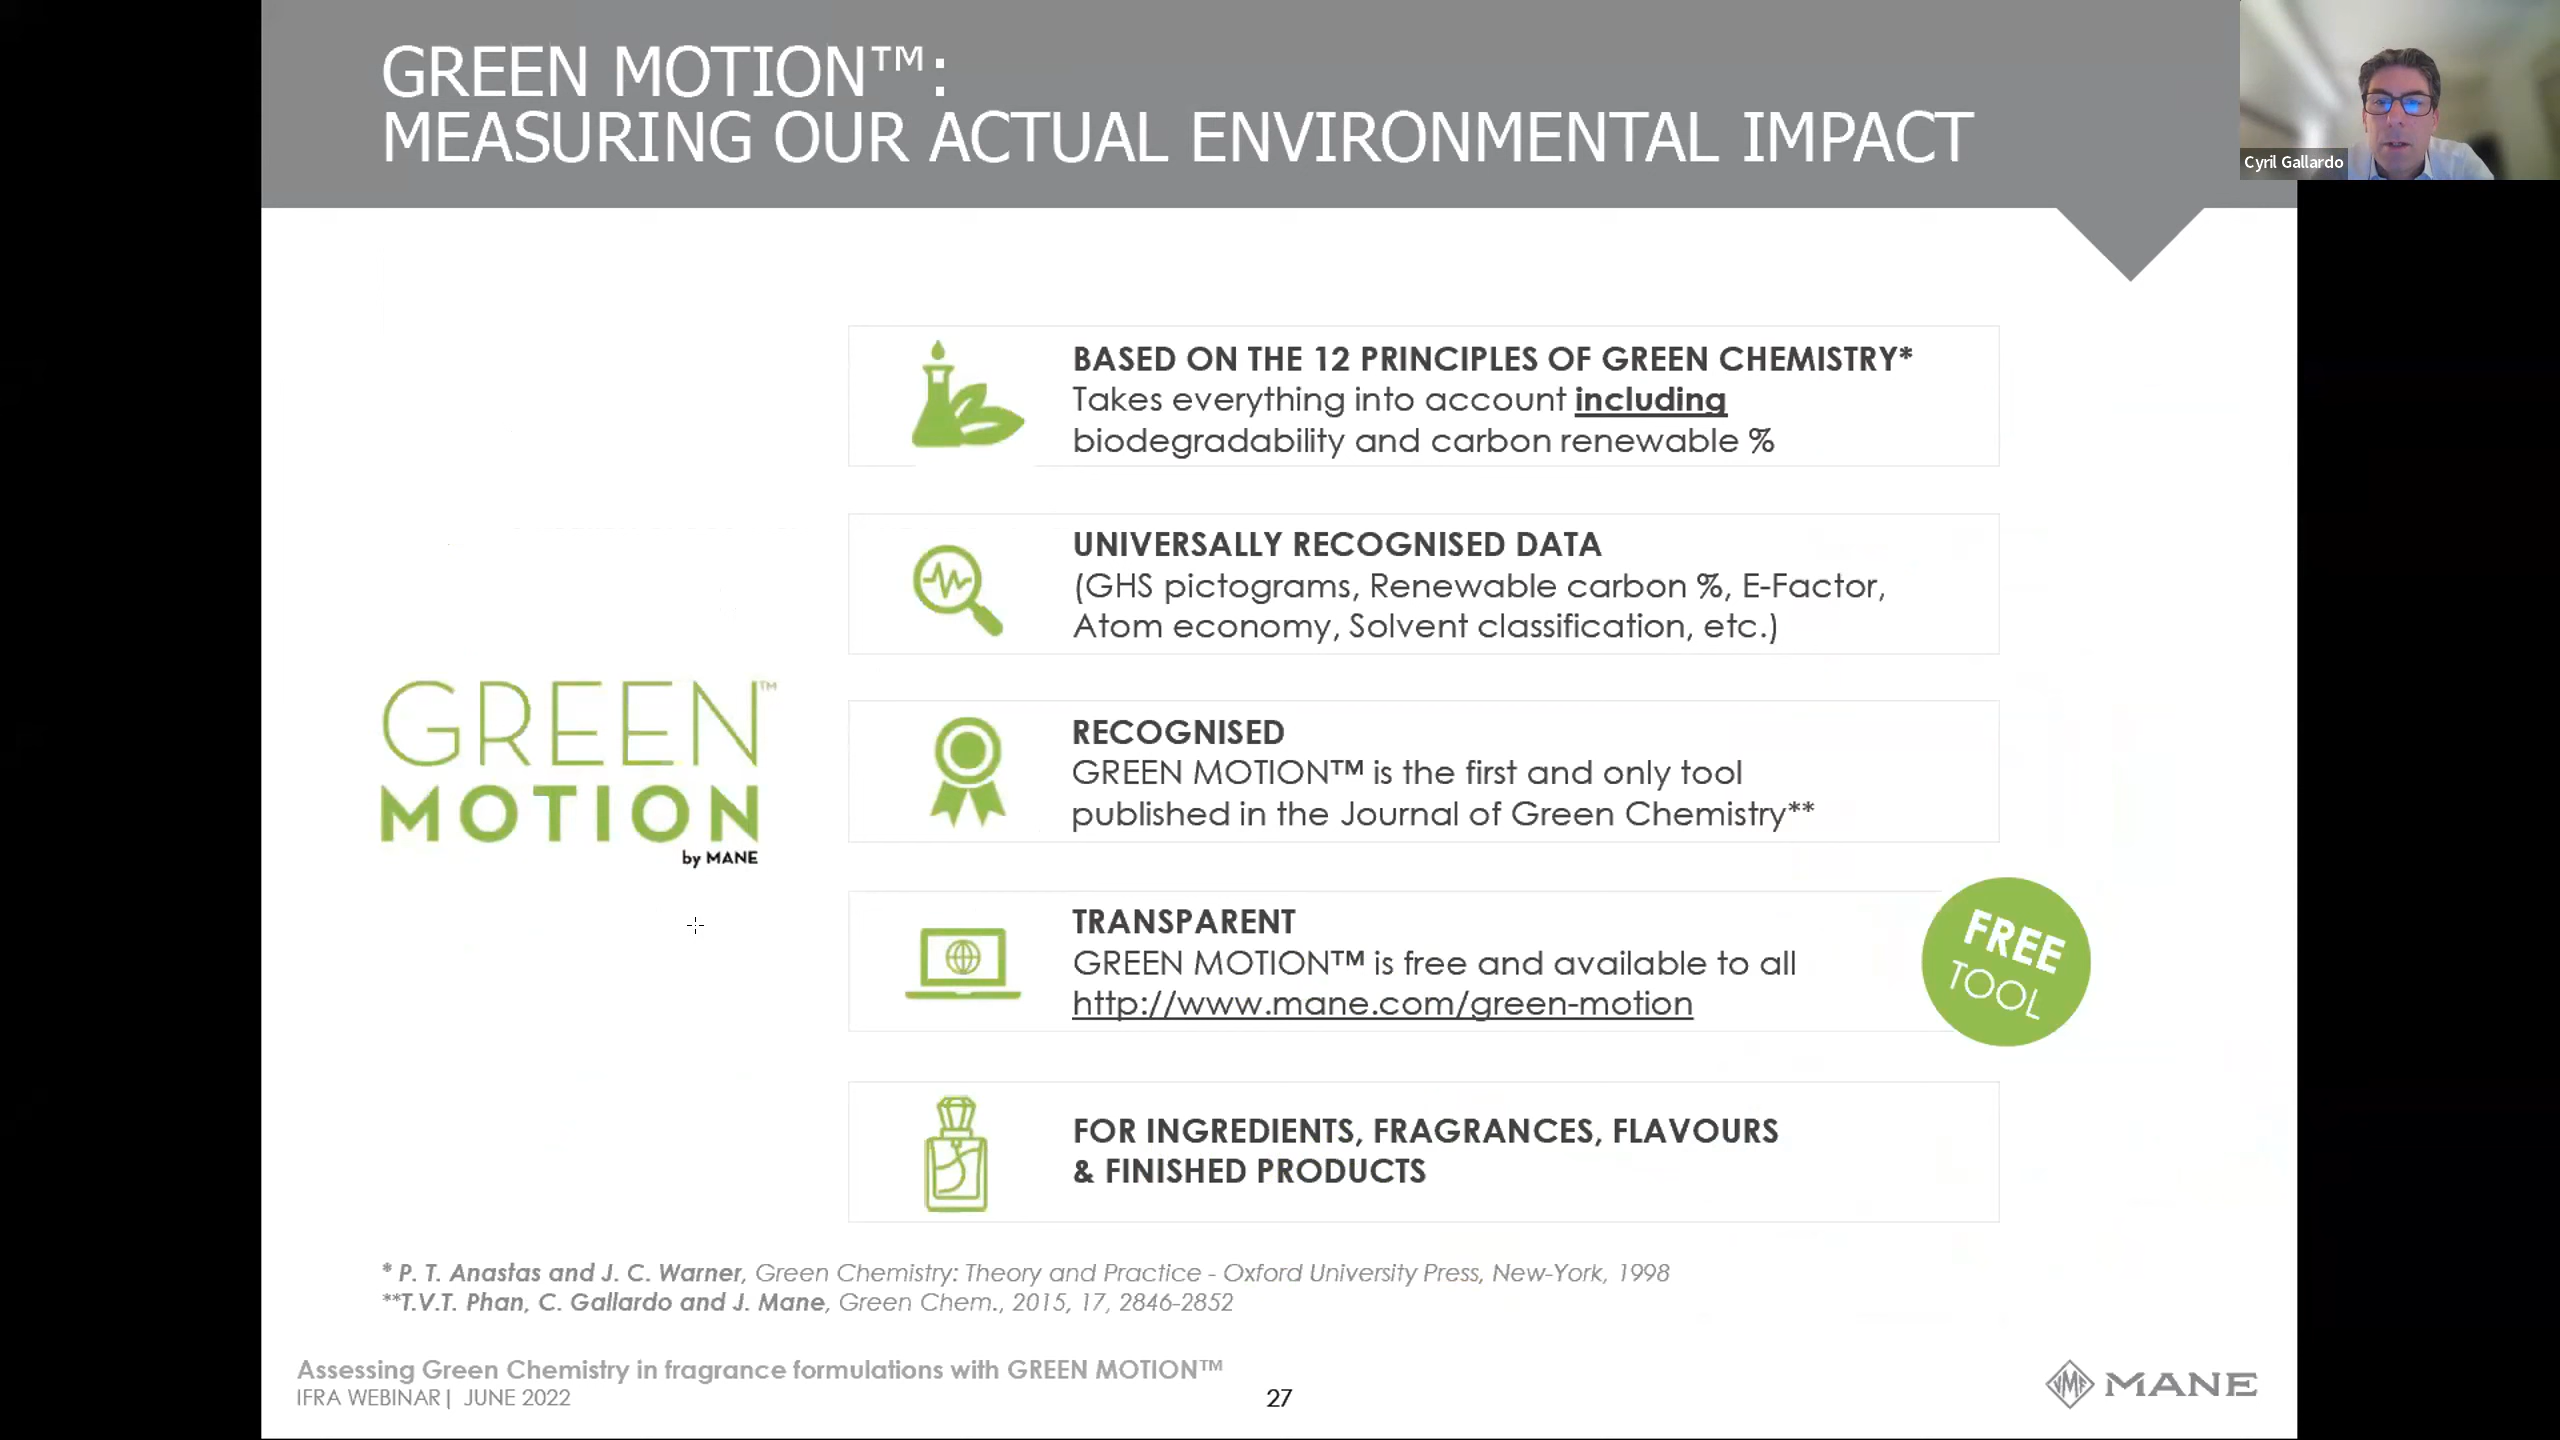 GREEN MOTION™:
MEASURING OUR ACTUAL ENVIRONMENTAL IMPACT
Cyril Gallardo
BASED ON THE 12 PRINCIPLES OF GREEN CHEMISTRY*
Takes everything into account including
biodegradability and carbon renewable %
UNIVERSALLY RECOGNISED DATA
(GHS pictograms, Renewable carbon %, E-Factor,
Atom economy, Solvent classification, etc.)
GREEN™
MOTION
by MANE
RECOGNISED
GREEN MOTION™ is the first and only tool
published in the Journal of Green Chemistry**
TRANSPARENT
GREEN MOTION™ is free and available to all
http://www.mane.com/green-motion
FREE
TOOL
FOR INGREDIENTS, FRAGRANCES, FLAVOURS
& FINISHED PRODUCTS
* P. T. Anastas and J. C. Warner, Green Chemistry: Theory and Practice - Oxford University Press, New-York, 1998
**T.V.T. Phan, C. Gallardo and J. Mane, Green Chem., 2015, 17, 2846-2852
Assessing Green Chemistry in fragrance formulations with GREEN MOTION™
IFRA WEBINAR| JUNE 2022
27
VMF MANE